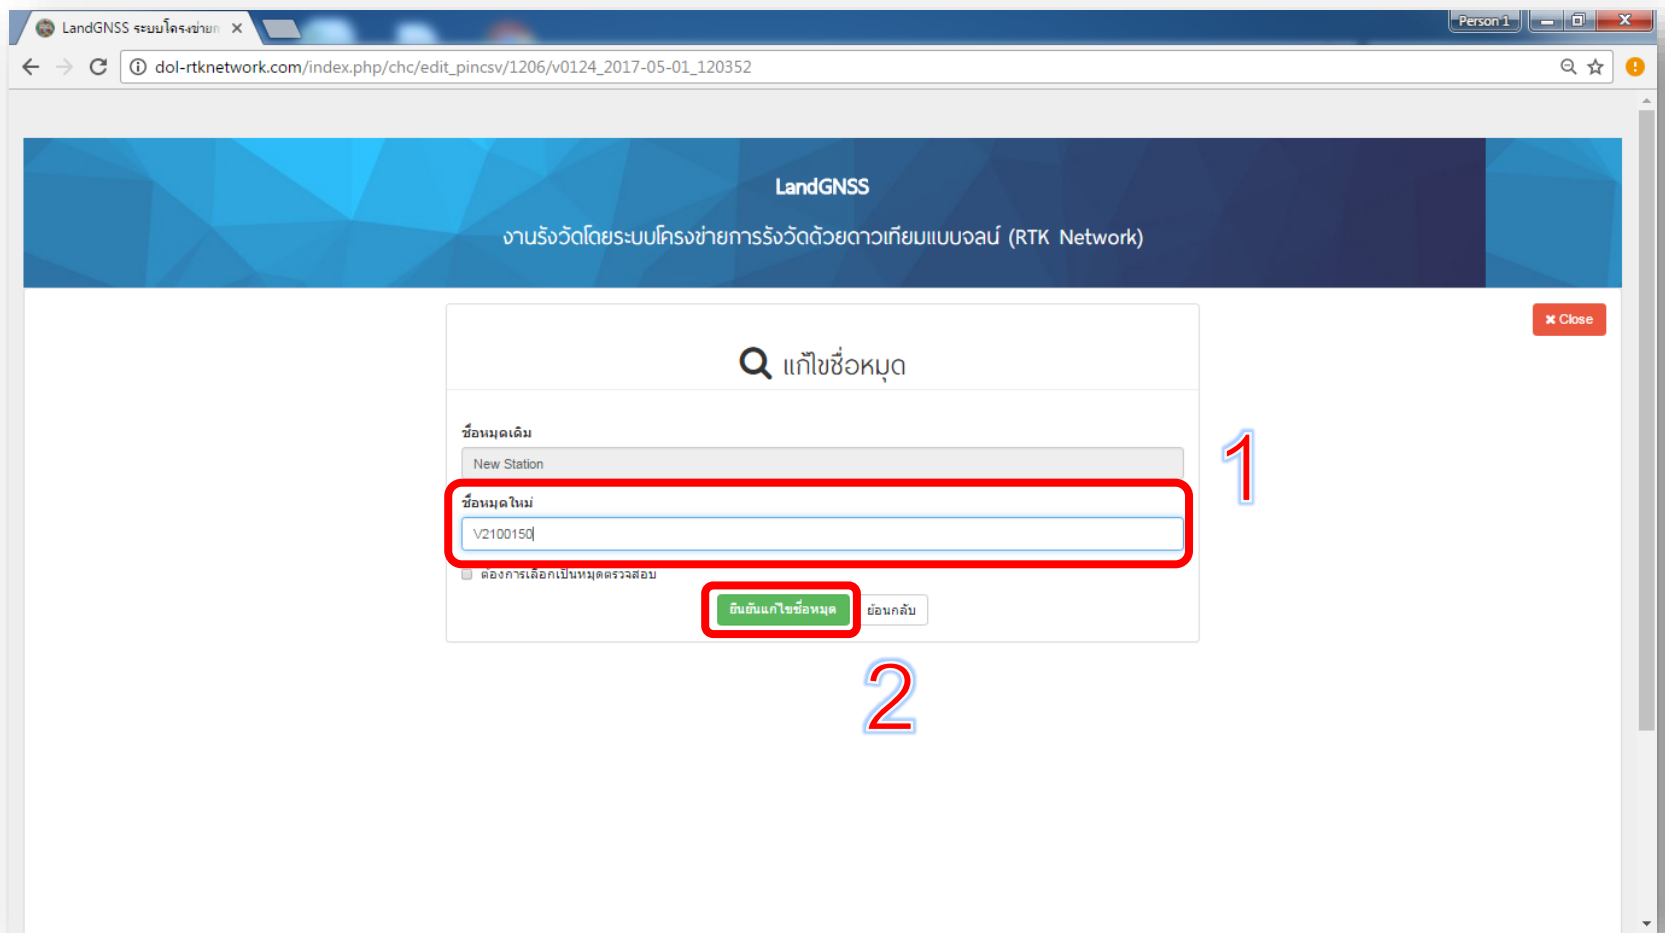 Person 1
LandGNSS ระบบโครงข่ายก
dol-rtknetwork.com/index.php/chc/edit_pincsv/1206/v0124_2017-05-01_120352
LandGNSS
งานรังวัดโดยระบบโครงข่ายการรังวัดด้วยดาวเทียมแบบจลน์ (RTK Network)
Close
แก้ไขชื่อหมุด
ชื่อหมุดเดิม
New Station
1
ชื่อหมุดใหม่
V2100150
ต้องการเลือกเป็นหมุดตรวจสอบ
ยืนยันแก้ไขชื่อหมุด ย้อนกลับ
2